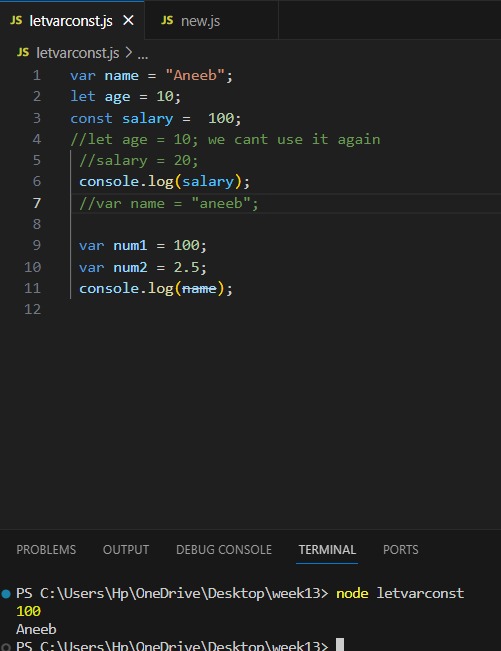 JS letvarconst.js × JS new.js
JS letvarconst.js > ...
1 var name = "Aneeb";
2 let age = 10;
3 const salary =  100;
4 //let age = 10; we cant use it again
5 //salary = 20;
6 console.log(salary);
7 //var name = "aneeb";
8
9 var num1 = 100;
10 var num2 = 2.5;
11 console.log(name);
12
PROBLEMS OUTPUT DEBUG CONSOLE TERMINAL PORTS
PS C:\Users\Hp\OneDrive\Desktop\week13> node letvarconst
100
Aneeb
PS C:\Users\Hp\OneDrive\Desktop\week13>